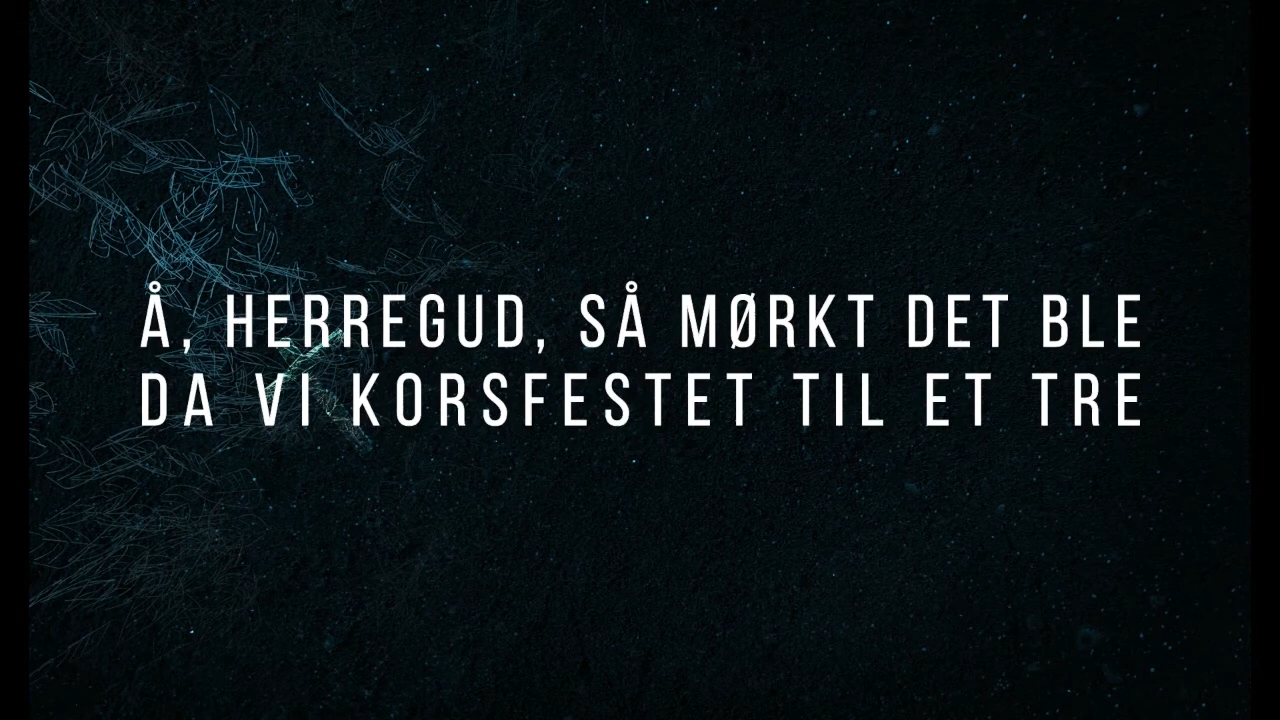 Å, HERREGUD, SÅ MØRKT DET BLE
DA VI KORSFESTET TIL ET TRE